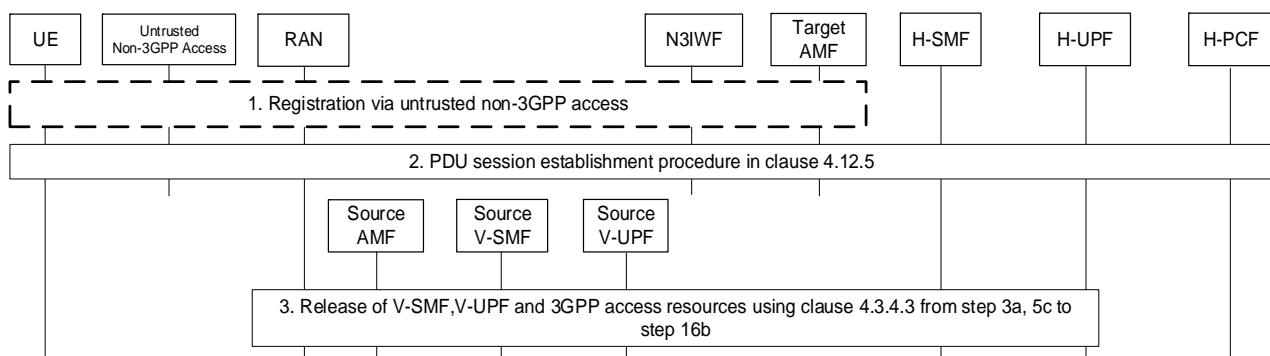 UE
Untrusted
Non-3GPP Access
RAN
N3IWF
Target
AMF
H-SMF
H-UPF
H-PCF
1. Registration via untrusted non-3GPP access
2. PDU session establishment procedure in clause 4.12.5
Source
AMF
Source
V-SMF
Source
V-UPF
3. Release of V-SMF,V-UPF and 3GPP access resources using clause 4.3.4.3 from step 3a, 5c to
step 16b